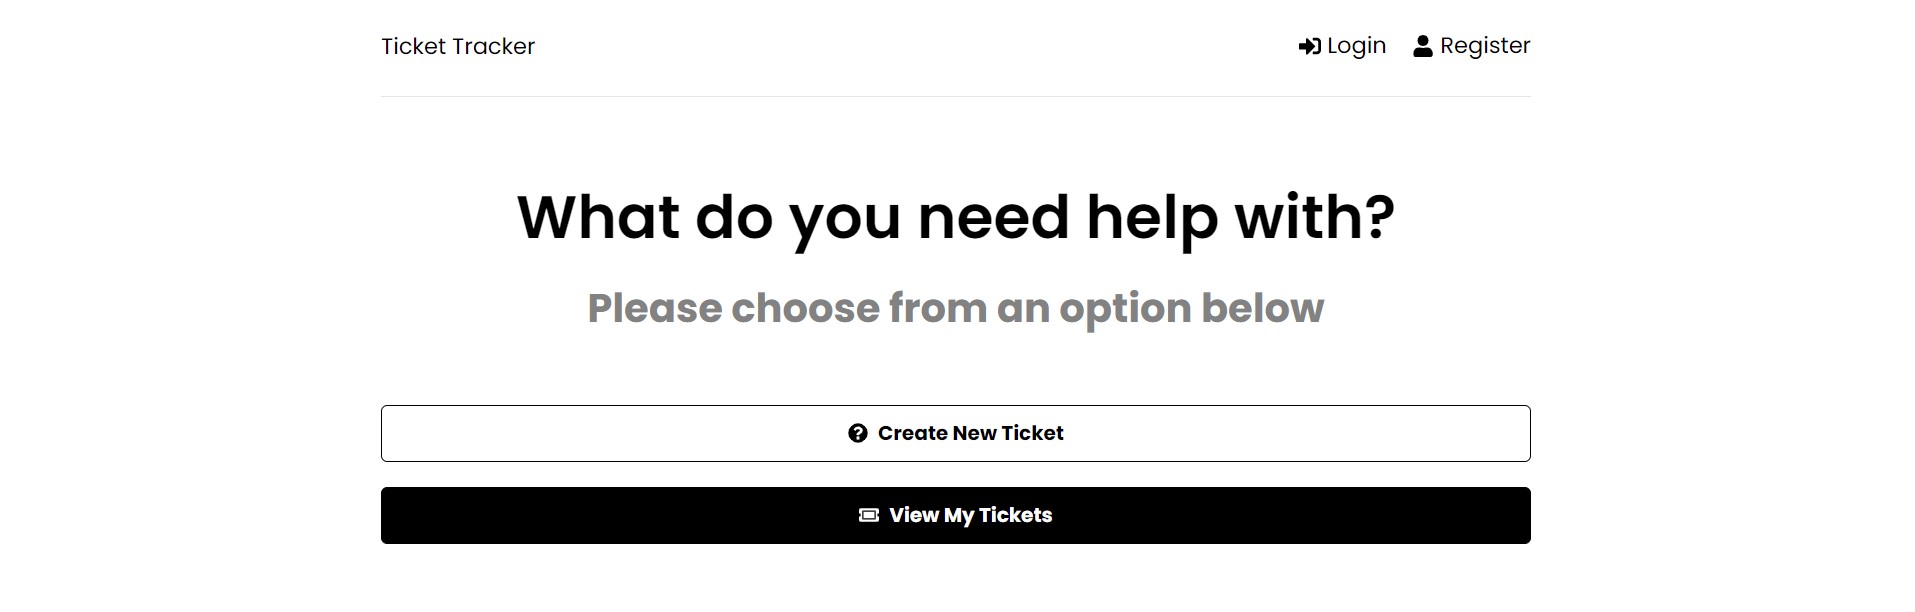 Ticket Tracker
Login
Register
What do you need help with?
Please choose from an option below
Create New Ticket
View My Tickets